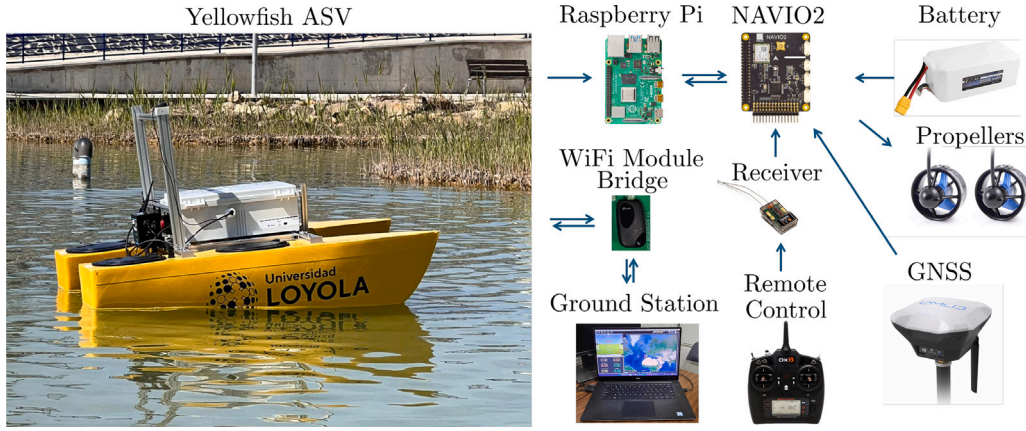 Yellowfish ASV
Raspberry Pi
NAVIO2
Battery
NAVIO2
Propellers
WiFi Module
Bridge
Receiver
Universidad
LOYOLA
Ground Station
Remote
Control
GNSS
emlid
DX8